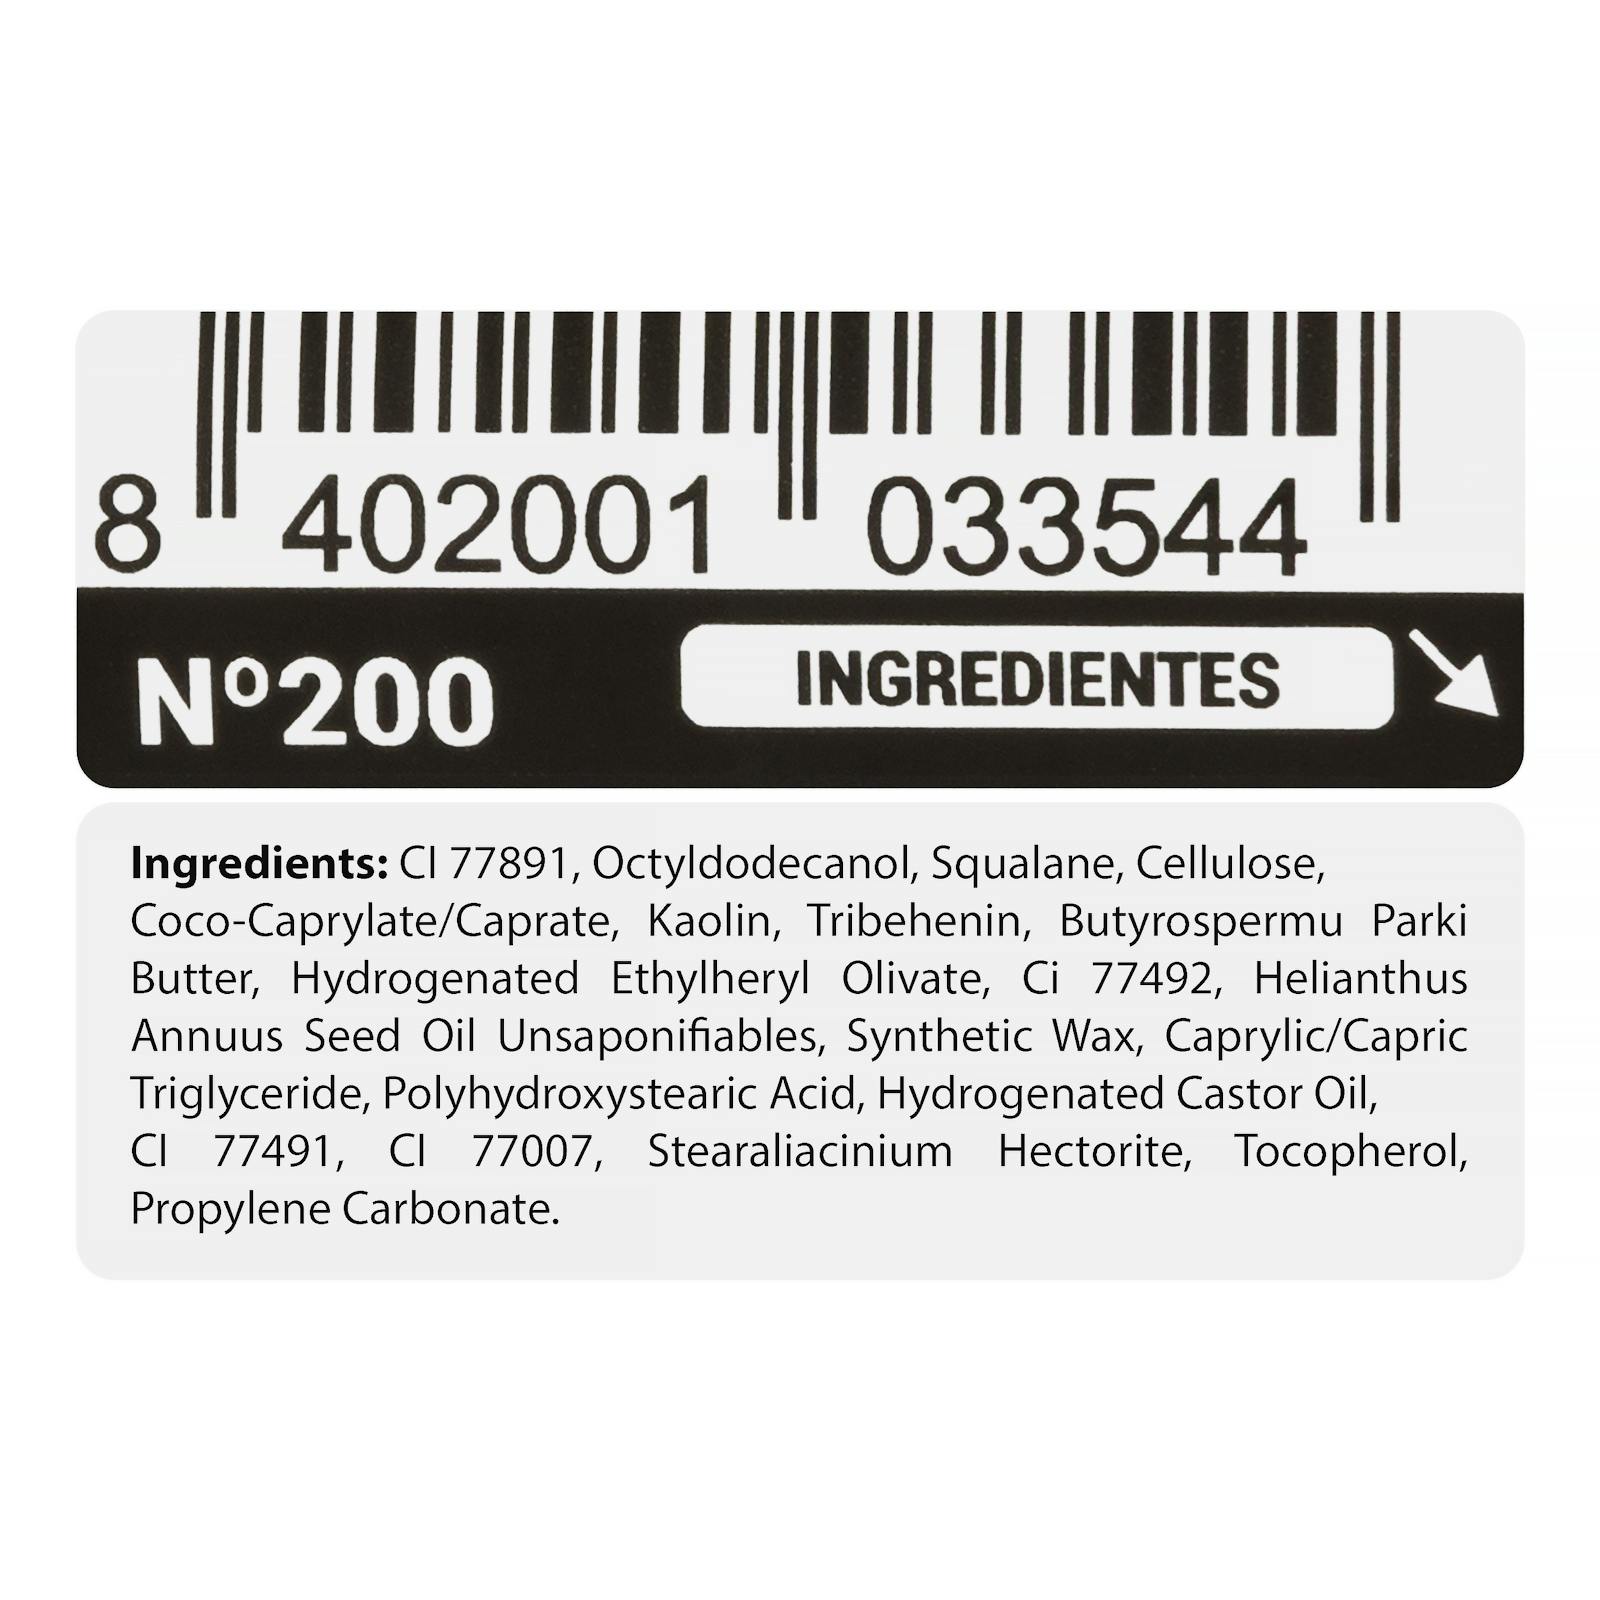 8 402001 033544
Nº200
INGREDIENTES
Ingredients: CI 77891, Octyldodecanol, Squalane, Cellulose,
Coco-Caprylate/Caprate, Kaolin, Tribehenin, Butyrospermu Parki
Butter, Hydrogenated Ethylheryl Olivate, Ci 77492, Helianthus
Annuus Seed Oil Unsaponifiables, Synthetic Wax, Caprylic/Capric
Triglyceride, Polyhydroxystearic Acid, Hydrogenated Castor Oil,
CI 77491, CI 77007, Stearaliacinium Hectorite, Tocopherol,
Propylene Carbonate.